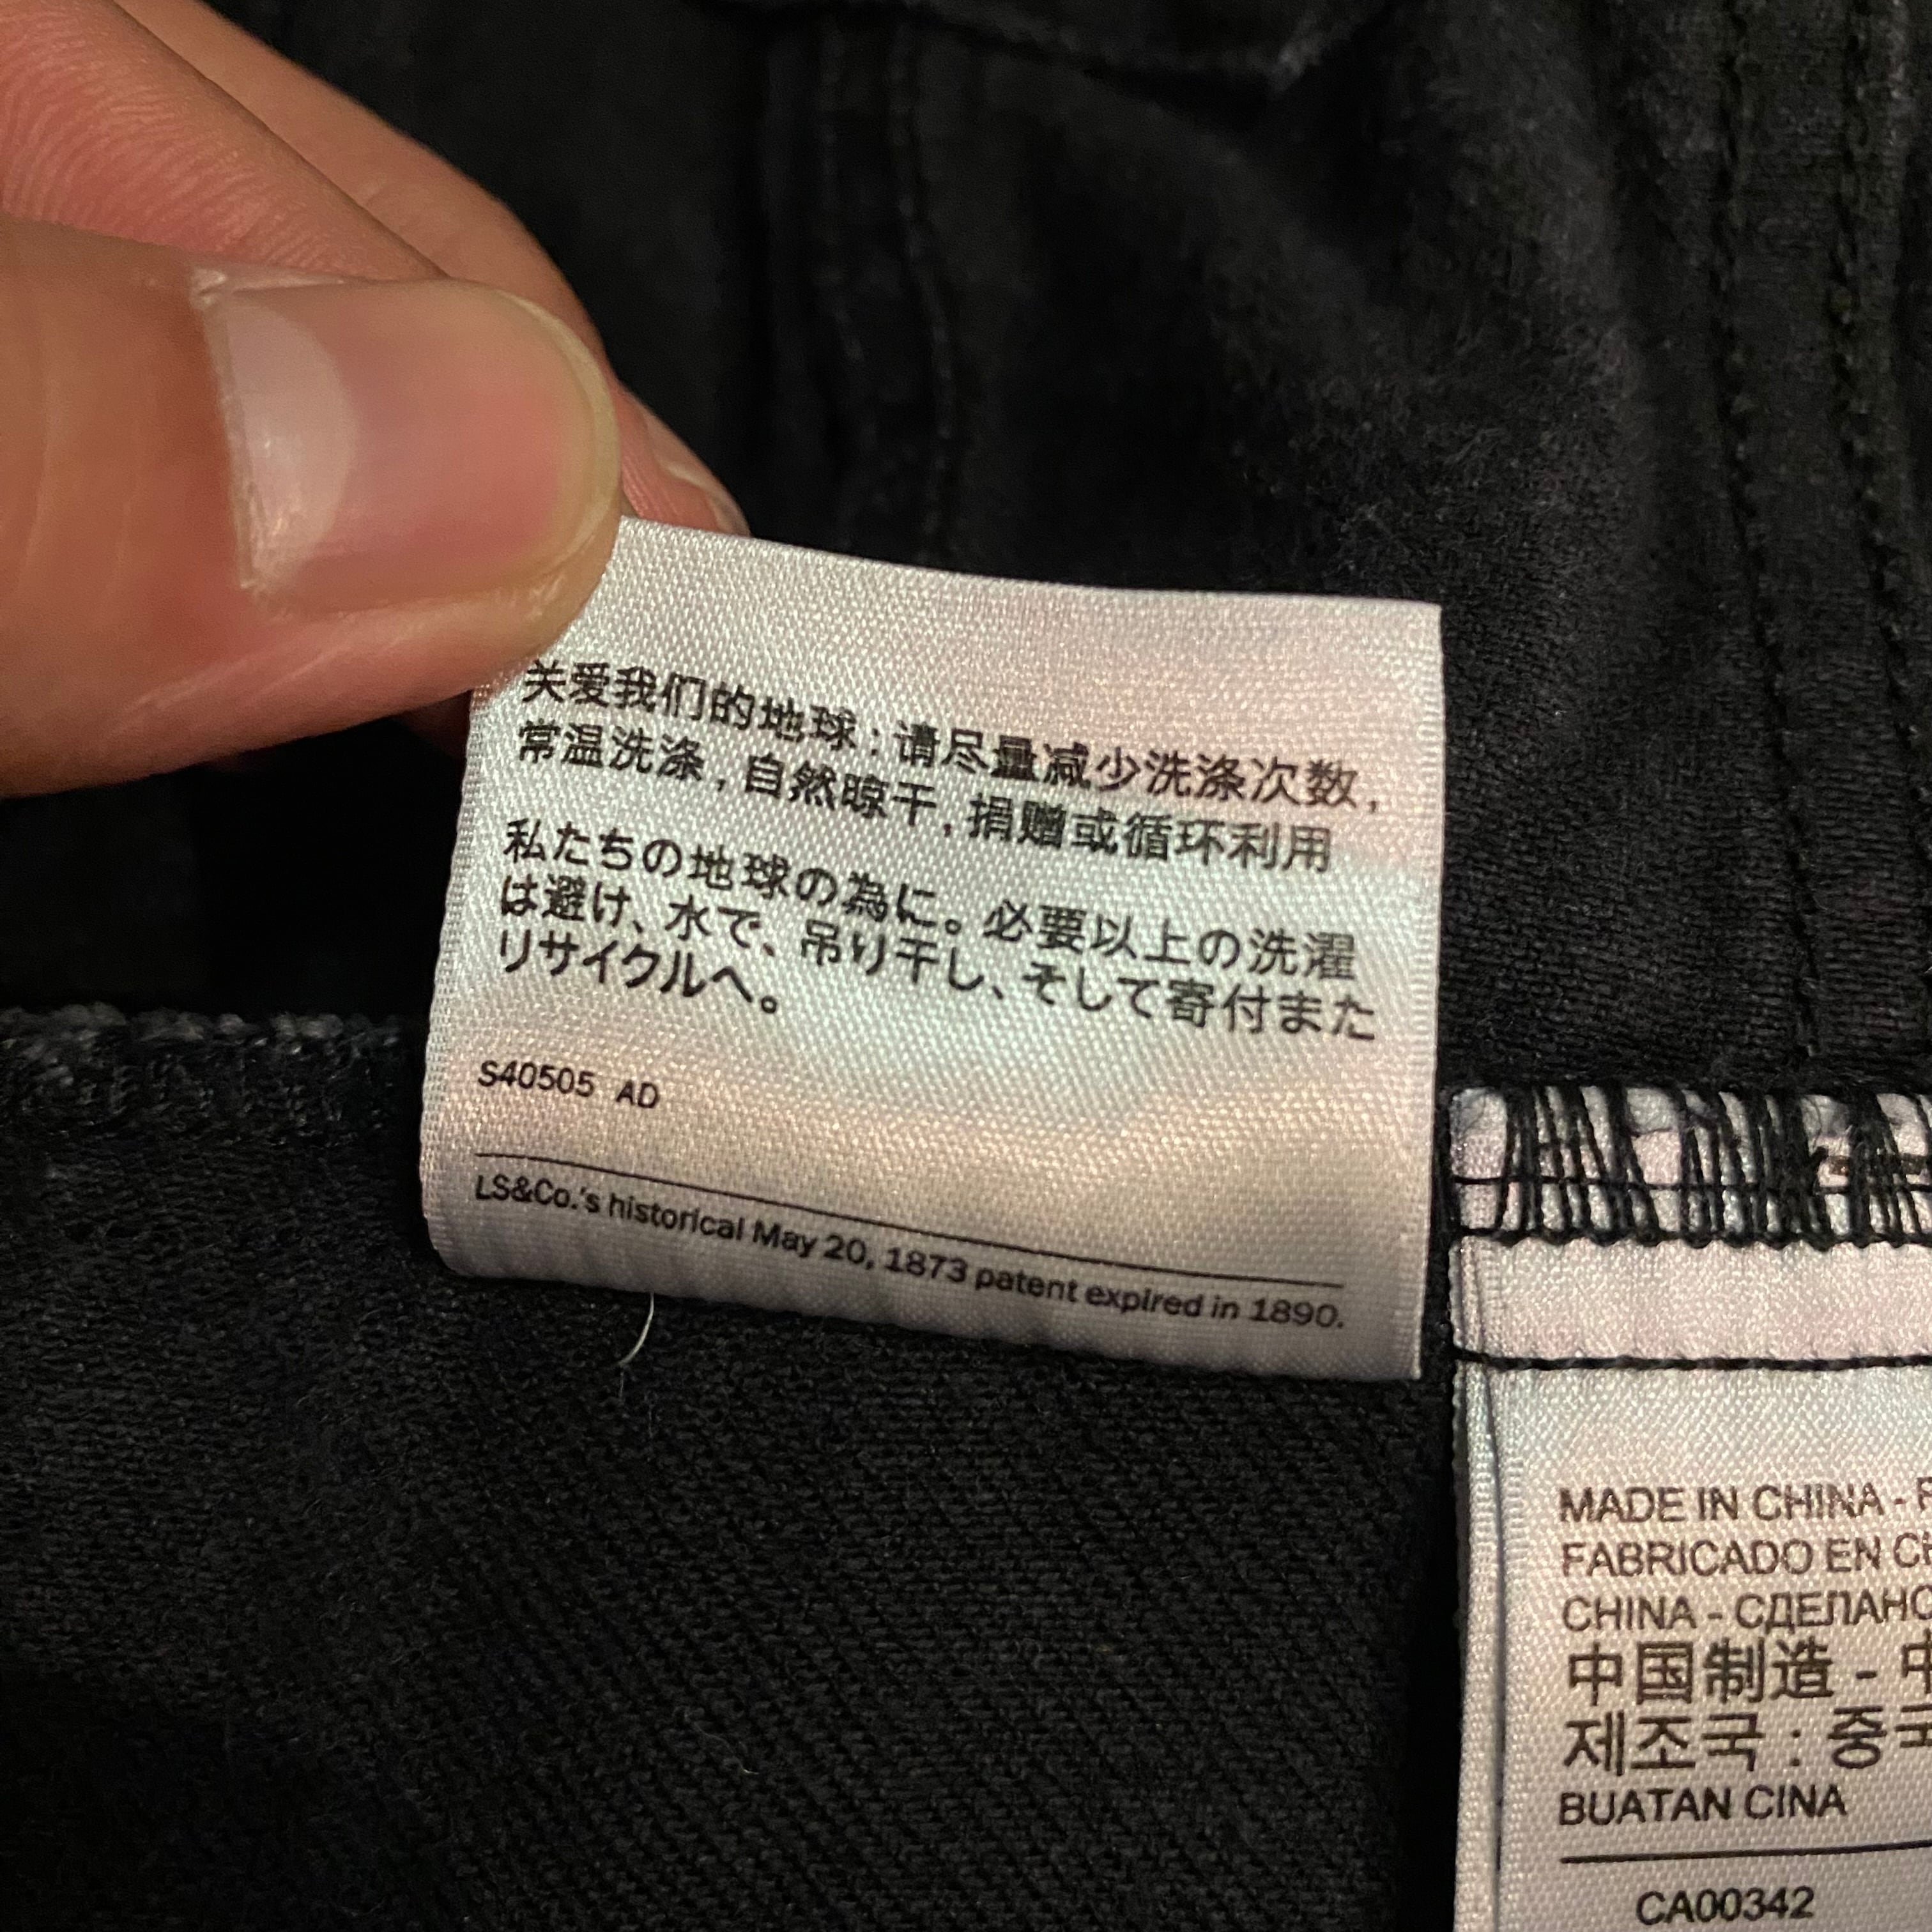 关爱我们的地球：请尽量减少洗涤次数，
常温洗涤，自然晾干，捐赠或循环利用
私たちの地球の為に。必要以上の洗濯
は避け、水で、吊り干し、そして寄付また
リサイクルへ。
S40505 AD
LS&Co.'s historical May 20, 1873 patent expired in 1890.
MADE IN CHINA -
FABRICADO EN
CHINA - СДЕЛАНО
中国制造 -
제조국 : 중국
BUATAN CINA
CA00342